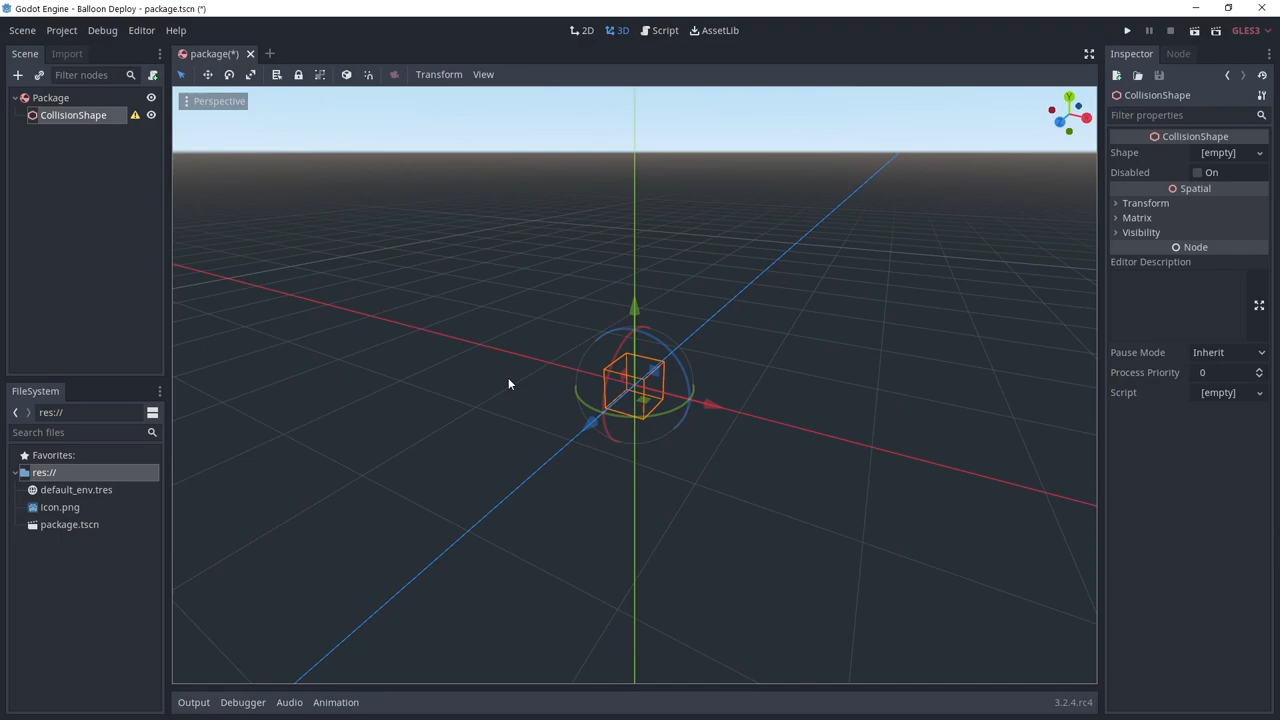 Godot Engine - Balloon Deploy - package.tscn (*)
Scene Project Debug Editor Help
2D 3D Script AssetLib
GLES3
Scene Import
Filter nodes
Package
CollisionShape
package(*)
Transform View
Perspective
Y
X
Z
FileSystem
res://
Search files
Favorites:
res://
default_env.tres
icon.png
package.tscn
Output Debugger Audio Animation
3.2.4.rc4
Inspector Node
CollisionShape
Filter properties
CollisionShape
Shape [empty]
Disabled On
Spatial
Transform
Matrix
Visibility
Node
Editor Description
Pause Mode Inherit
Process Priority 0
Script [empty]